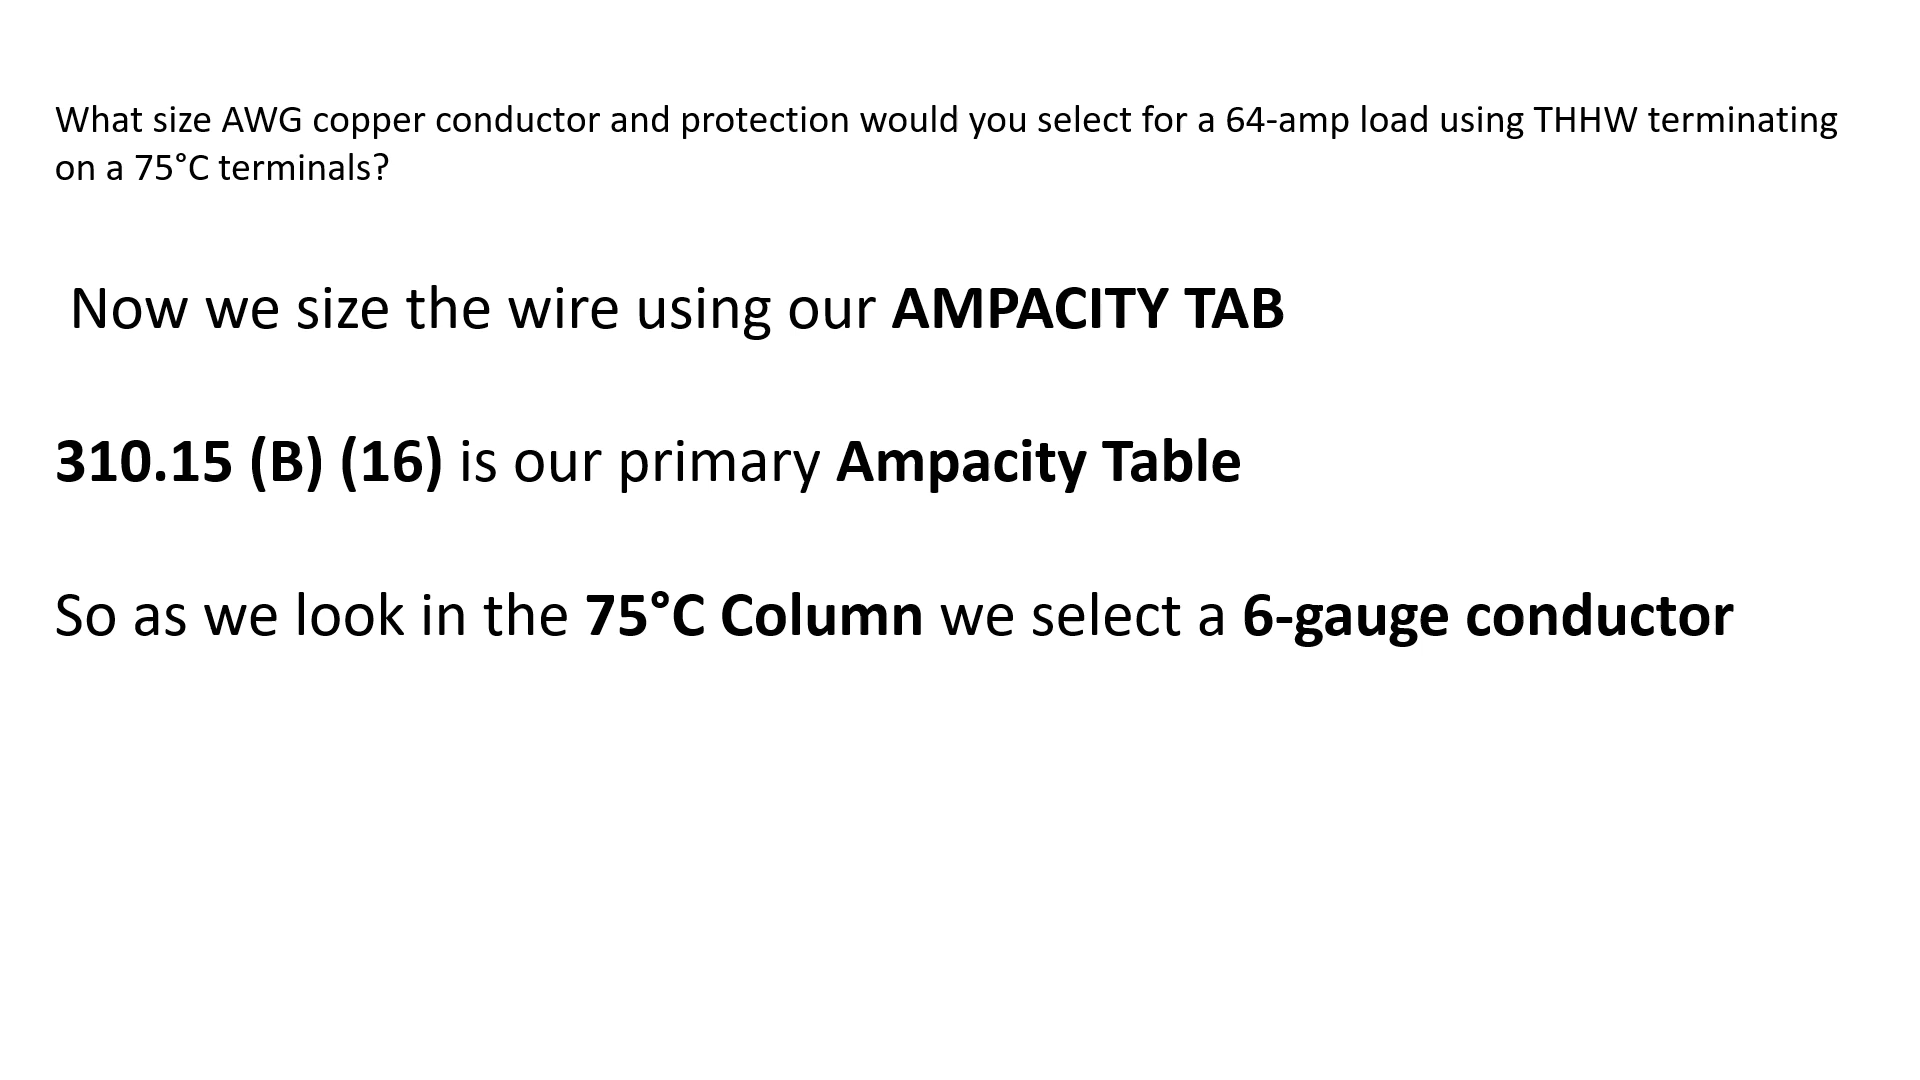 What size AWG copper conductor and protection would you select for a 64-amp load using THHW terminating
on a 75°C terminals?
Now we size the wire using our AMPACITY TAB
310.15 (B) (16) is our primary Ampacity Table
So as we look in the 75°C Column we select a 6-gauge conductor